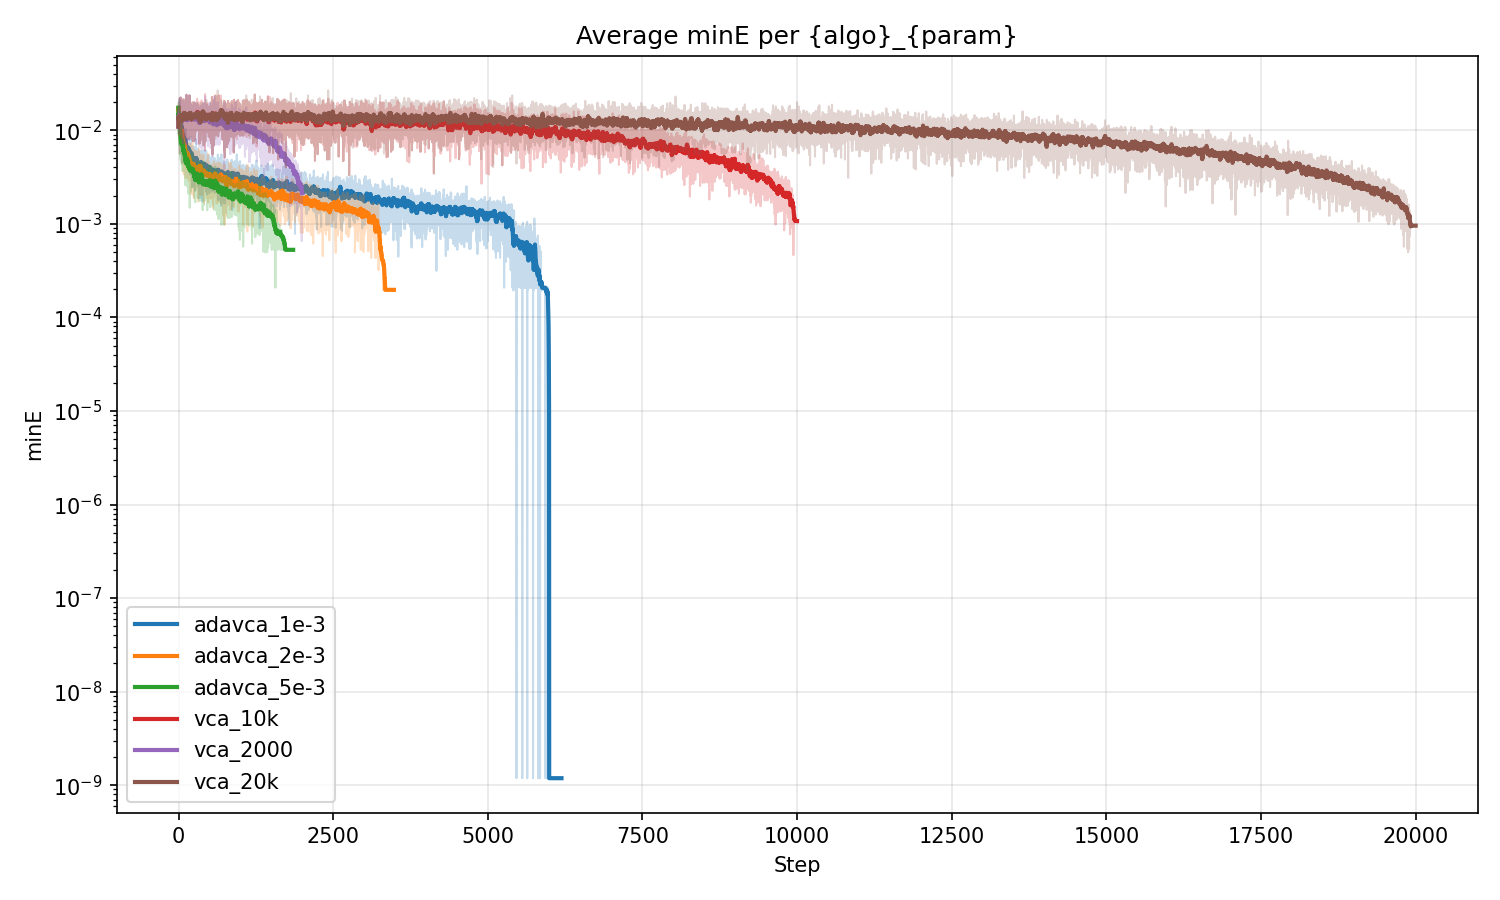 Average minE per {algo}_{param}
minE
10⁻²
10⁻³
10⁻⁴
10⁻⁵
10⁻⁶
10⁻⁷
10⁻⁸
10⁻⁹
adavca_1e-3
adavca_2e-3
adavca_5e-3
vca_10k
vca_2000
vca_20k
0 2500 5000 7500 10000 12500 15000 17500 20000
Step